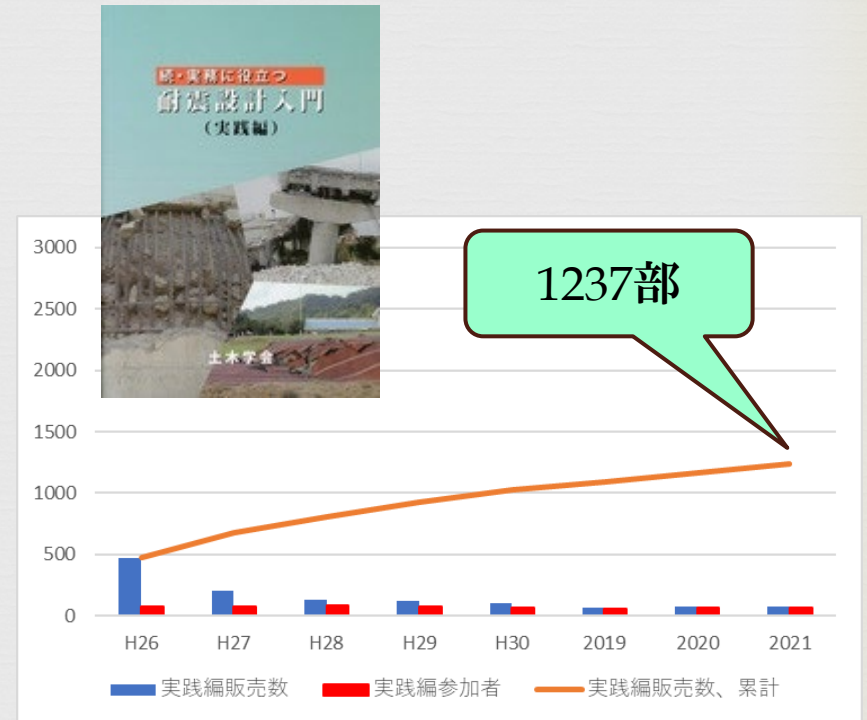 続・実務に役立つ
耐震設計入門
（実践編）
土木学会
1237部
3000
2500
2000
1500
1000
500
0
H26 H27 H28 H29 H30 2019 2020 2021
実践編販売数 実践編参加者 実践編販売数、累計